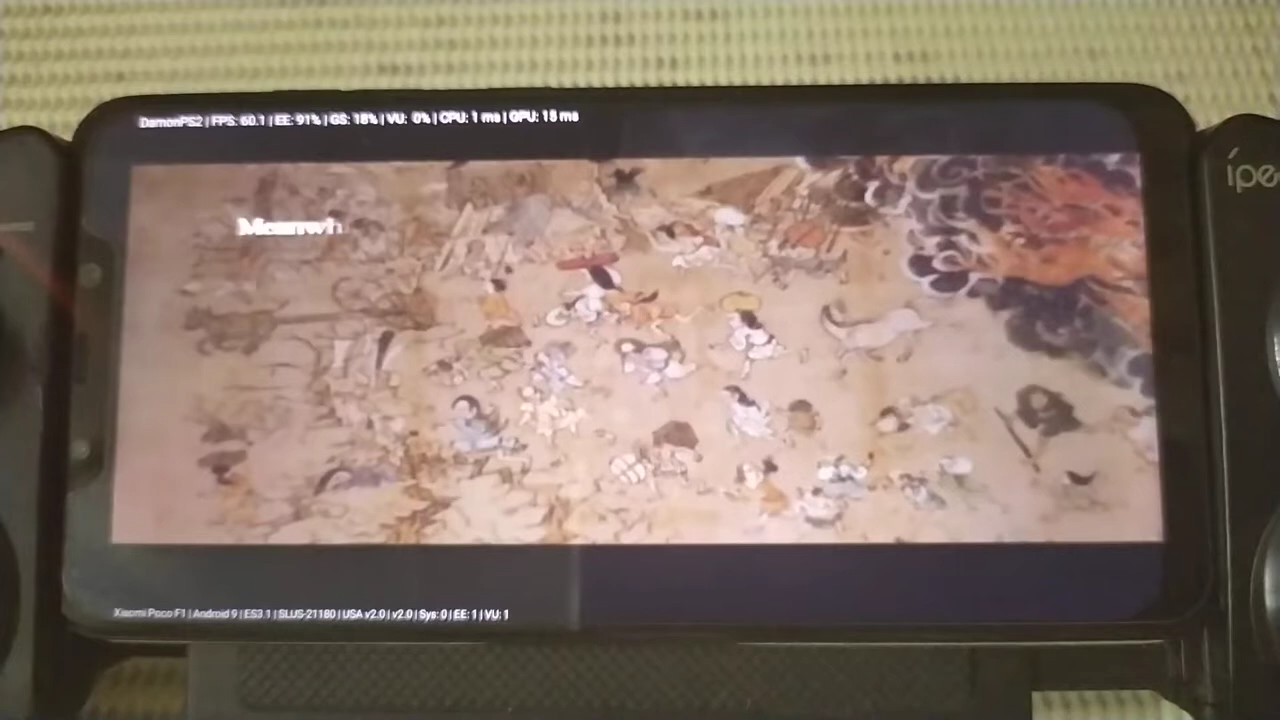 DamonPS2 | FPS: 60.1 | EE: 91% | GS: 18% | VU: 0% | CPU: 1 ms | GPU: 18 ms
ípe
Meanwh
Xiaomi Poco F1 | Android 9 | ES3.1 | SLUS-21180 | USA v2.0 | v2.0 | Sys: 0 | EE: 1 | VU: 1